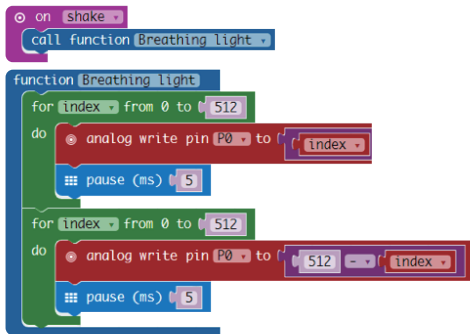 on shake
call function Breathing light
function Breathing light
for index from 0 to 512
do analog write pin P0 to index
pause (ms) 5
for index from 0 to 512
do analog write pin P0 to 512 - index
pause (ms) 5